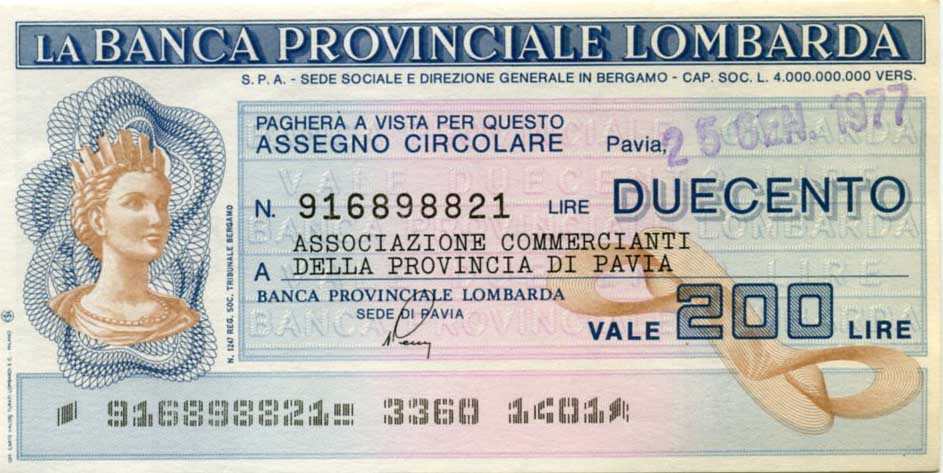 LA BANCA PROVINCIALE LOMBARDA
S.P.A. - SEDE SOCIALE E DIREZIONE GENERALE IN BERGAMO - CAP. SOC. L. 4.000.000.000 VERS.
PAGHERÀ A VISTA PER QUESTO
ASSEGNO CIRCOLARE Pavia, 25 GEN. 1977
N. 916898821 LIRE DUECENTO
ASSOCIAZIONE COMMERCIANTI
A DELLA PROVINCIA DI PAVIA
BANCA PROVINCIALE LOMBARDA
SEDE DI PAVIA
VALE 200 LIRE
N. 1247 REG. SOC. TRIBUNALE BERGAMO
916898821 3360 1401